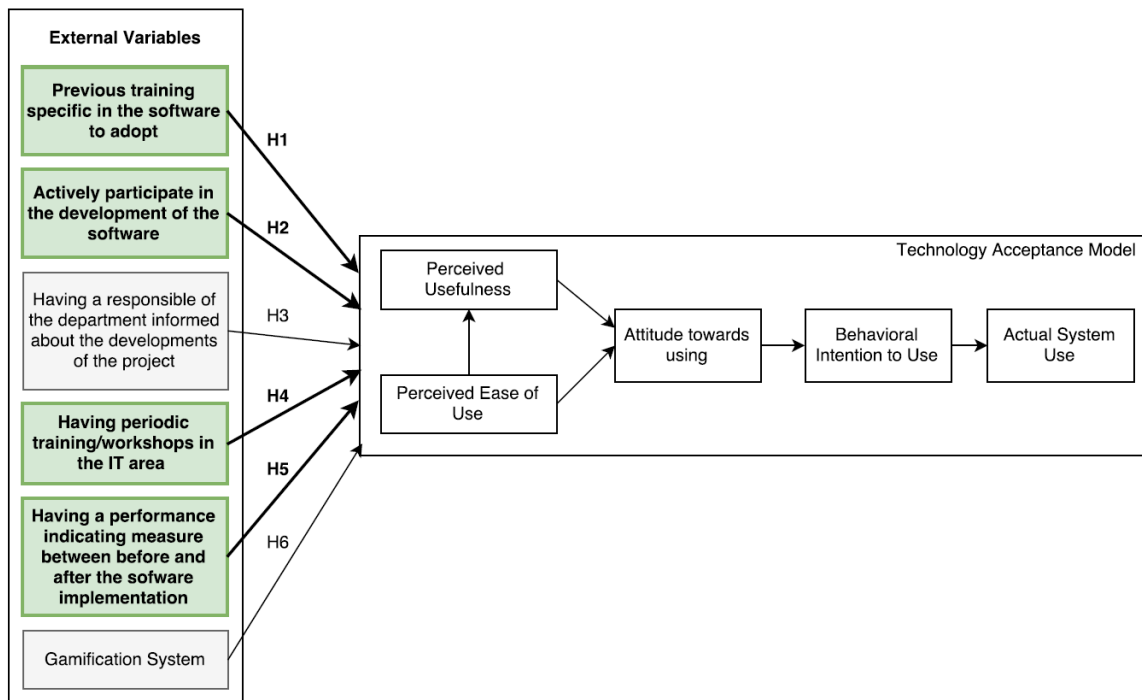 External Variables
Previous training
specific in the software
to adopt
Actively participate in
the development of the
software
Having a responsible of
the department informed
about the developments
of the project
Having periodic
training/workshops in
the IT area
Having a performance
indicating measure
between before and
after the sofware
implementation
Gamification System
H1
H2
H3
H4
H5
H6
Technology Acceptance Model
Perceived
Usefulness
Perceived Ease of
Use
Attitude towards
using
Behavioral
Intention to Use
Actual System
Use